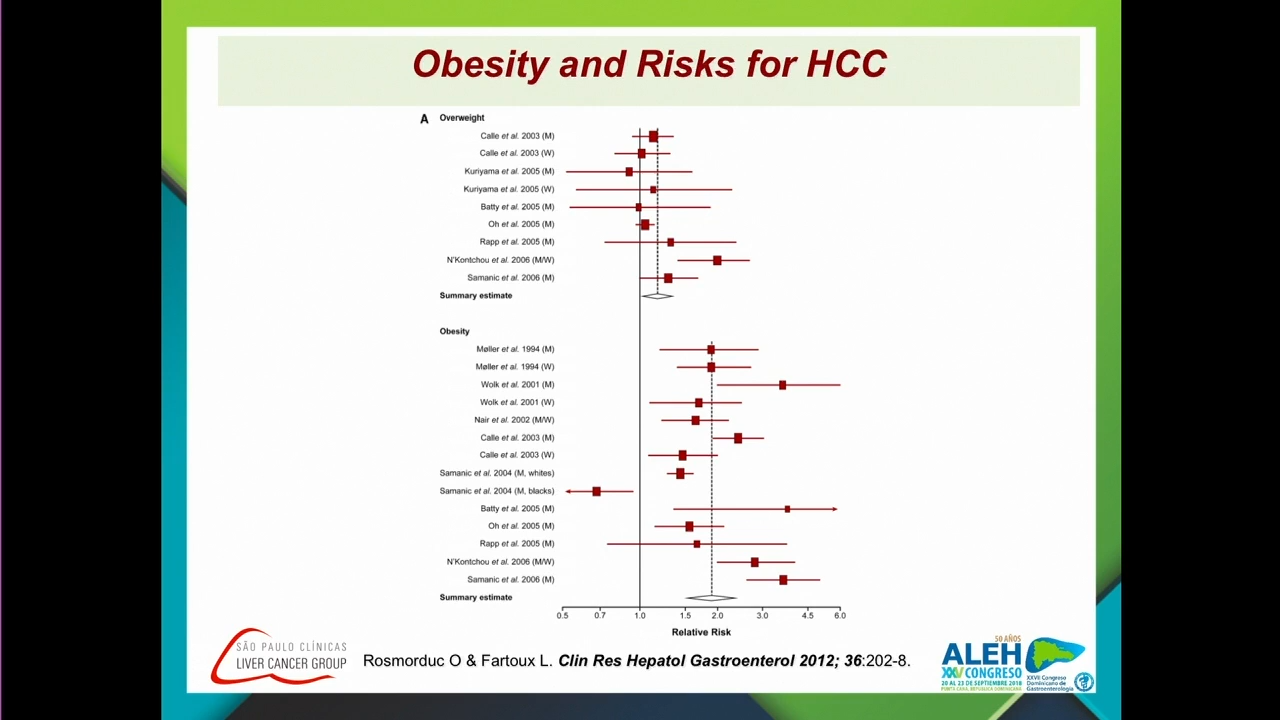 Obesity and Risks for HCC
A Overweight
Calle et al. 2003 (M)
Calle et al. 2003 (W)
Kuriyama et al. 2005 (M)
Kuriyama et al. 2005 (W)
Batty et al. 2005 (M)
Oh et al. 2005 (M)
Rapp et al. 2005 (M)
N'Kontchou et al. 2006 (M/W)
Samanic et al. 2006 (M)
Summary estimate
Obesity
Møller et al. 1994 (M)
Møller et al. 1994 (W)
Wolk et al. 2001 (M)
Wolk et al. 2001 (W)
Nair et al. 2002 (M/W)
Calle et al. 2003 (M)
Calle et al. 2003 (W)
Samanic et al. 2004 (M, whites)
Samanic et al. 2004 (M, blacks)
Batty et al. 2005 (M)
Oh et al. 2005 (M)
Rapp et al. 2005 (M)
N'Kontchou et al. 2006 (M/W)
Samanic et al. 2006 (M)
Summary estimate
0.5 0.7 1.0 1.5 2.0 3.0 4.5 6.0
Relative Risk
SÃO PAULO CLÍNICAS
LIVER CANCER GROUP
Rosmorduc O & Fartoux L. Clin Res Hepatol Gastroenterol 2012; 36:202-8.
50 AÑOS
ALEH
XXV CONGRESO
20 AL 23 DE SEPTIEMBRE 2018
PUNTA CANA, REPÚBLICA DOMINICANA
XXVII Congreso
Dominicano de
Gastroenterología